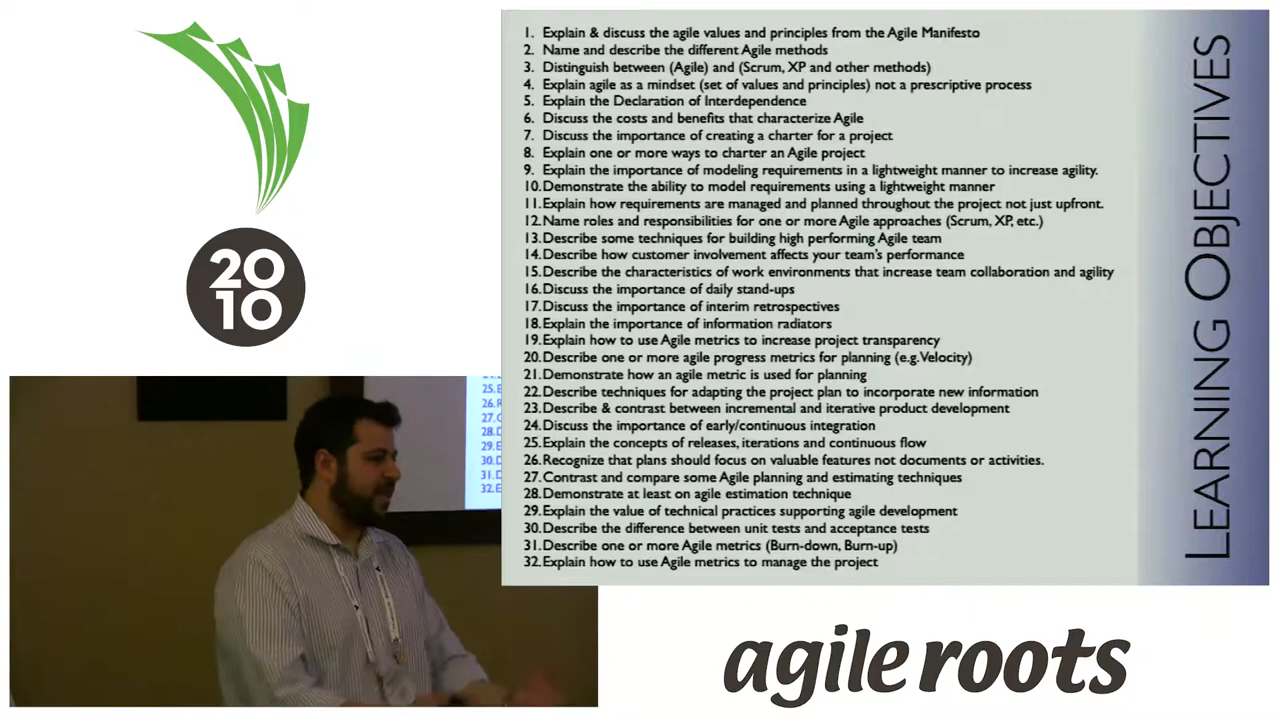 20
10
1. Explain & discuss the agile values and principles from the Agile Manifesto
2. Name and describe the different Agile methods
3. Distinguish between (Agile) and (Scrum, XP and other methods)
4. Explain agile as a mindset (set of values and principles) not a prescriptive process
5. Explain the Declaration of Interdependence
6. Discuss the costs and benefits that characterize Agile
7. Discuss the importance of creating a charter for a project
8. Explain one or more ways to charter an Agile project
9. Explain the importance of modeling requirements in a lightweight manner to increase agility.
10. Demonstrate the ability to model requirements using a lightweight manner
11. Explain how requirements are managed and planned throughout the project not just upfront.
12. Name roles and responsibilities for one or more Agile approaches (Scrum, XP, etc.)
13. Describe some techniques for building high performing Agile team
14. Describe how customer involvement affects your team's performance
15. Describe the characteristics of work environments that increase team collaboration and agility
16. Discuss the importance of daily stand-ups
17. Discuss the importance of interim retrospectives
18. Explain the importance of information radiators
19. Explain how to use Agile metrics to increase project transparency
20. Describe one or more agile progress metrics for planning (e.g. Velocity)
21. Demonstrate how an agile metric is used for planning
22. Describe techniques for adapting the project plan to incorporate new information
23. Describe & contrast between incremental and iterative product development
24. Discuss the importance of early/continuous integration
25. Explain the concepts of releases, iterations and continuous flow
26. Recognize that plans should focus on valuable features not documents or activities.
27. Contrast and compare some Agile planning and estimating techniques
28. Demonstrate at least on agile estimation technique
29. Explain the value of technical practices supporting agile development
30. Describe the difference between unit tests and acceptance tests
31. Describe one or more Agile metrics (Burn-down, Burn-up)
32. Explain how to use Agile metrics to manage the project
LEARNING OBJECTIVES
25.E
26.R
27.C
28.D
29.E
30.D
31.D
32.E
agile roots